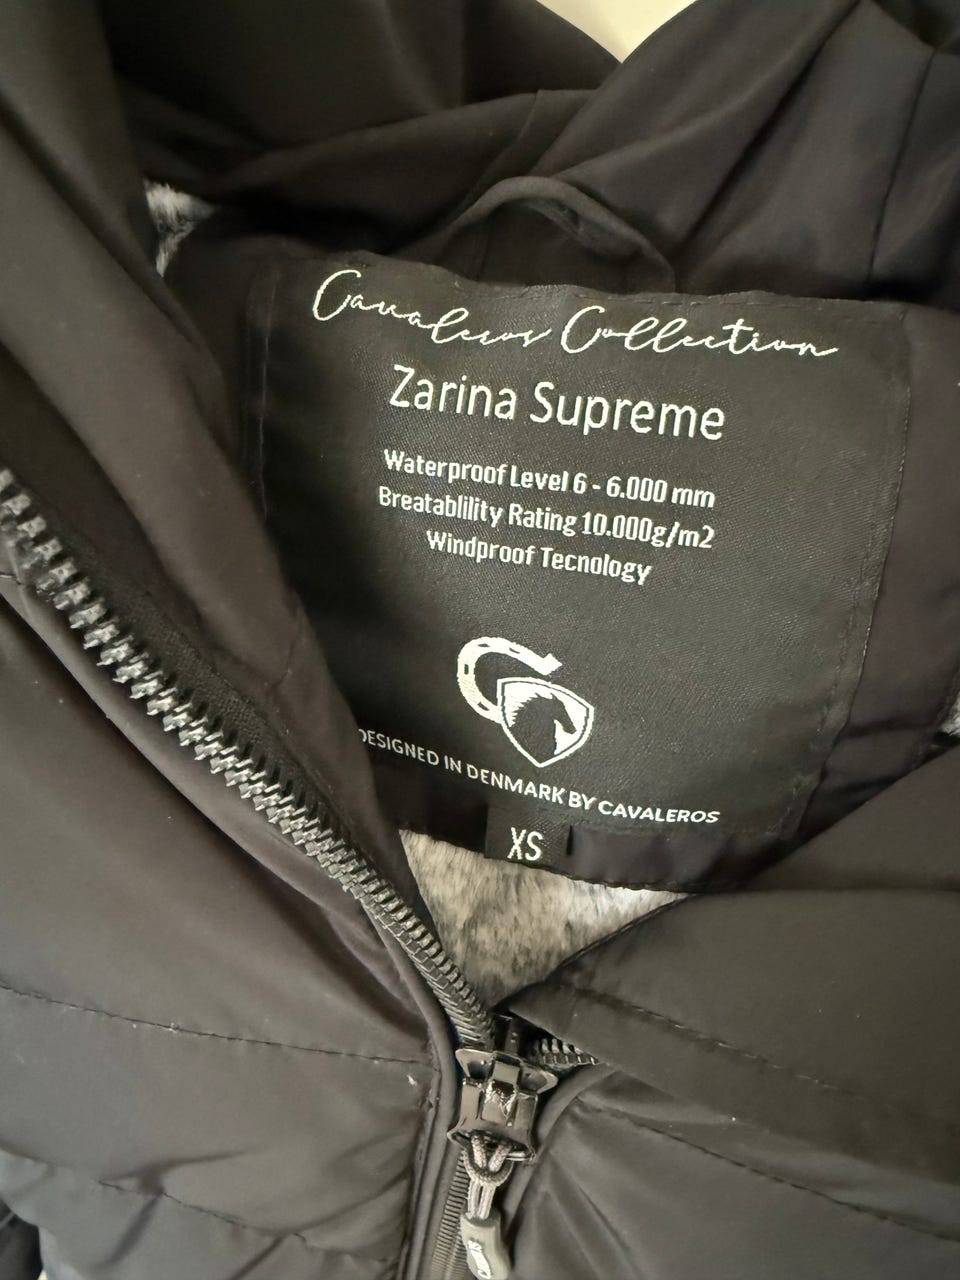 Cavaleros Collection
Zarina Supreme
Waterproof Level 6 - 6.000 mm
Breatablility Rating 10.000g/m2
Windproof Tecnology
DESIGNED IN DENMARK BY CAVALEROS
XS